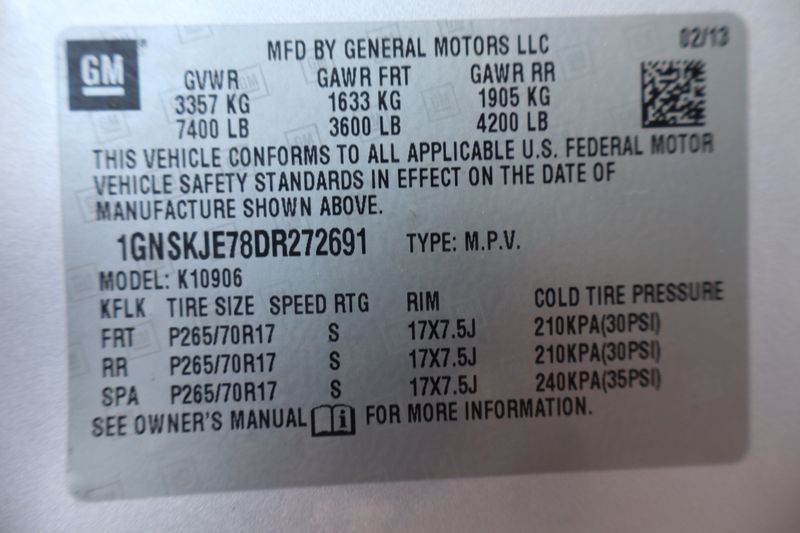 GM MFD BY GENERAL MOTORS LLC 02/13
GVWR GAWR FRT GAWR RR
3357 KG 1633 KG 1905 KG
7400 LB 3600 LB 4200 LB
THIS VEHICLE CONFORMS TO ALL APPLICABLE U.S. FEDERAL MOTOR
VEHICLE SAFETY STANDARDS IN EFFECT ON THE DATE OF
MANUFACTURE SHOWN ABOVE.
1GNSKJE78DR272691 TYPE: M.P.V.
MODEL: K10906
KFLK TIRE SIZE SPEED RTG RIM COLD TIRE PRESSURE
FRT P265/70R17 S 17X7.5J 210KPA(30PSI)
RR P265/70R17 S 17X7.5J 210KPA(30PSI)
SPA P265/70R17 S 17X7.5J 240KPA(35PSI)
SEE OWNER'S MANUAL i FOR MORE INFORMATION.